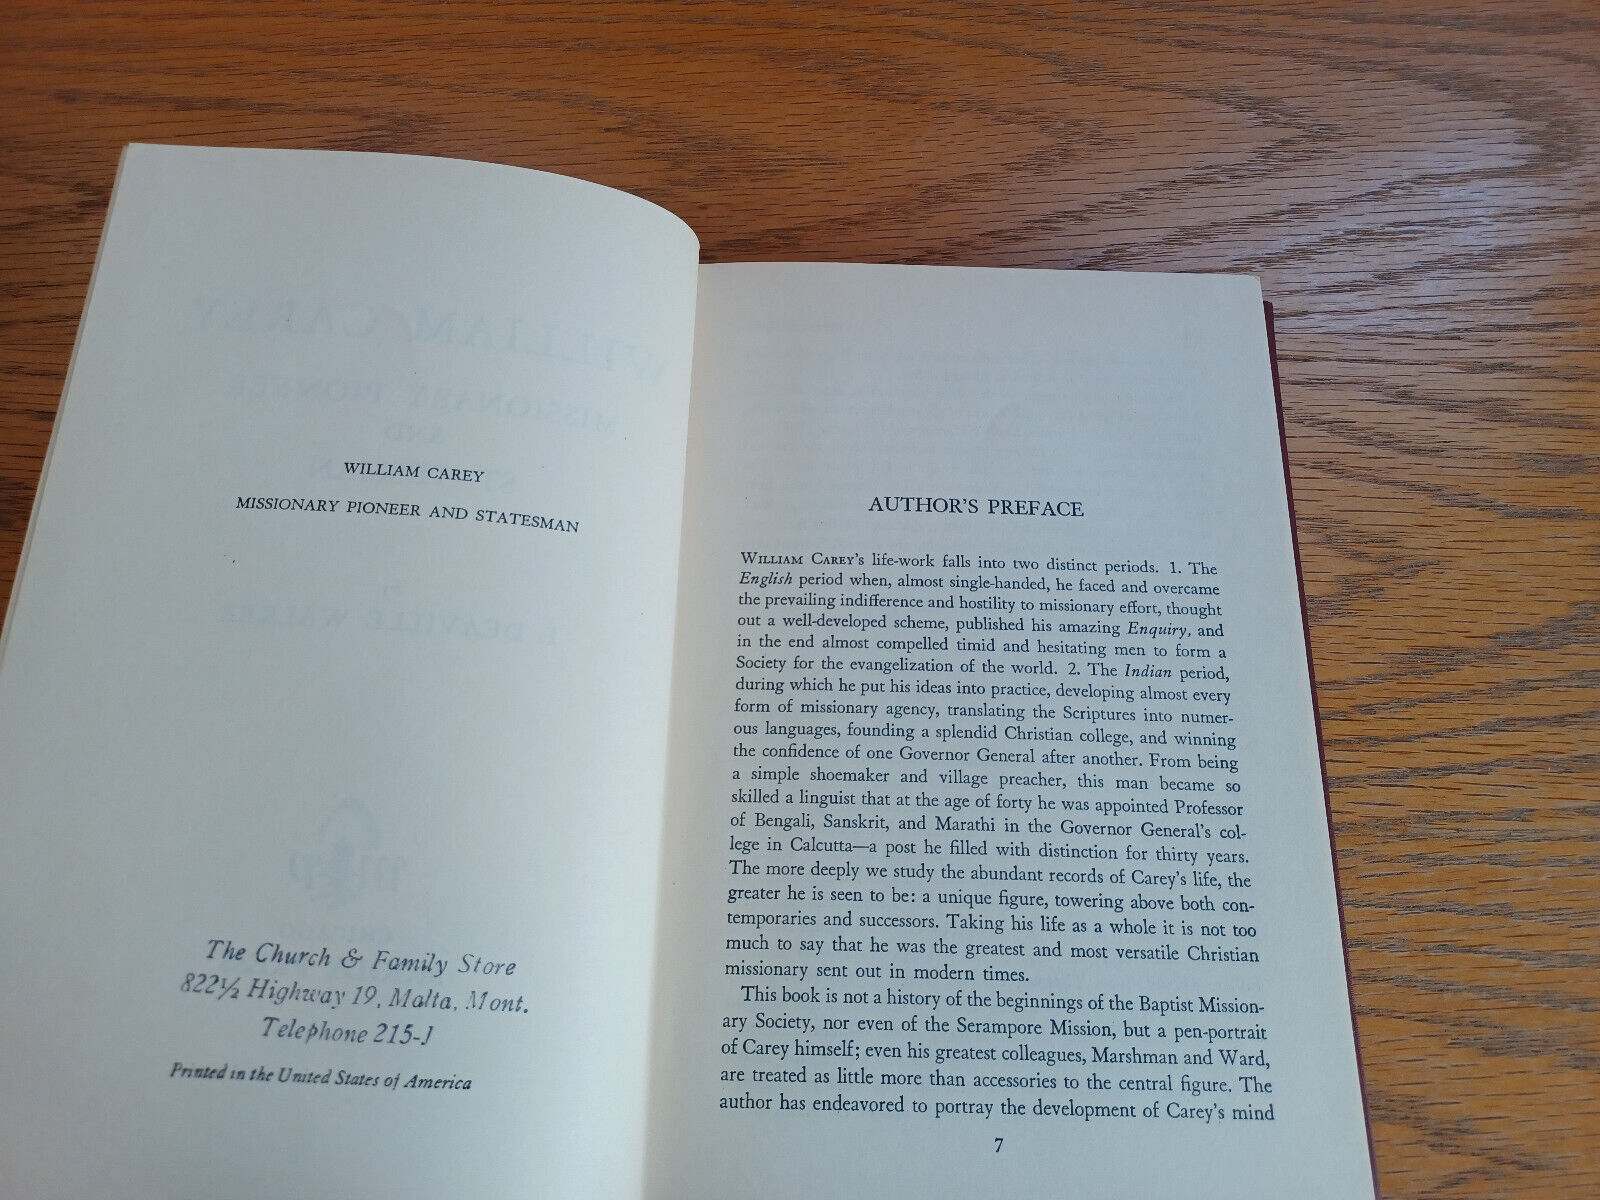 WILLIAM CAREY
MISSIONARY PIONEER AND STATESMAN
The Church & Family Store
822½ Highway 19, Malta, Mont.
Telephone 215-J
Printed in the United States of America
AUTHOR'S PREFACE
WILLIAM CAREY'S life-work falls into two distinct periods. 1. The
English period when, almost single-handed, he faced and overcame
the prevailing indifference and hostility to missionary effort, thought
out a well-developed scheme, published his amazing Enquiry, and
in the end almost compelled timid and hesitating men to form a
Society for the evangelization of the world. 2. The Indian period,
during which he put his ideas into practice, developing almost every
form of missionary agency, translating the Scriptures into numer-
ous languages, founding a splendid Christian college, and winning
the confidence of one Governor General after another. From being
a simple shoemaker and village preacher, this man became so
skilled a linguist that at the age of forty he was appointed Professor
of Bengali, Sanskrit, and Marathi in the Governor General's col-
lege in Calcutta—a post he filled with distinction for thirty years.
The more deeply we study the abundant records of Carey's life, the
greater he is seen to be: a unique figure, towering above both con-
temporaries and successors. Taking his life as a whole it is not too
much to say that he was the greatest and most versatile Christian
missionary sent out in modern times.
This book is not a history of the beginnings of the Baptist Mission-
ary Society, nor even of the Serampore Mission, but a pen-portrait
of Carey himself; even his greatest colleagues, Marshman and Ward,
are treated as little more than accessories to the central figure. The
author has endeavored to portray the development of Carey's mind
7